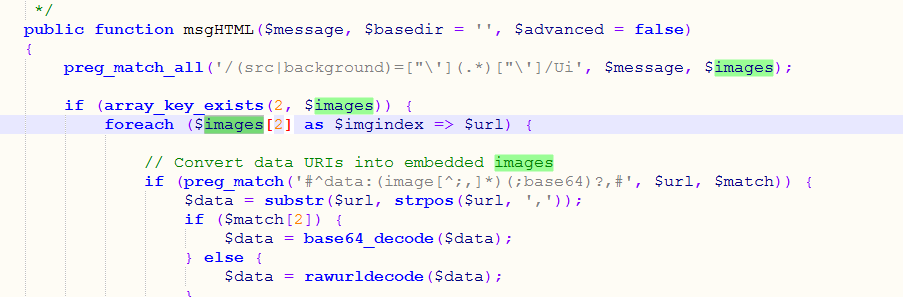 */
public function msgHTML($message, $basedir = '', $advanced = false)
{
preg_match_all('/(src|background)=["\'](.*)["\']/Ui', $message, $images);
if (array_key_exists(2, $images)) {
foreach ($images[2] as $imgindex => $url) {
// Convert data URIs into embedded images
if (preg_match('#^data:(image[^;,]*)(;base64)?,#', $url, $match)) {
$data = substr($url, strpos($url, ','));
if ($match[2]) {
$data = base64_decode($data);
} else {
$data = rawurldecode($data);
}